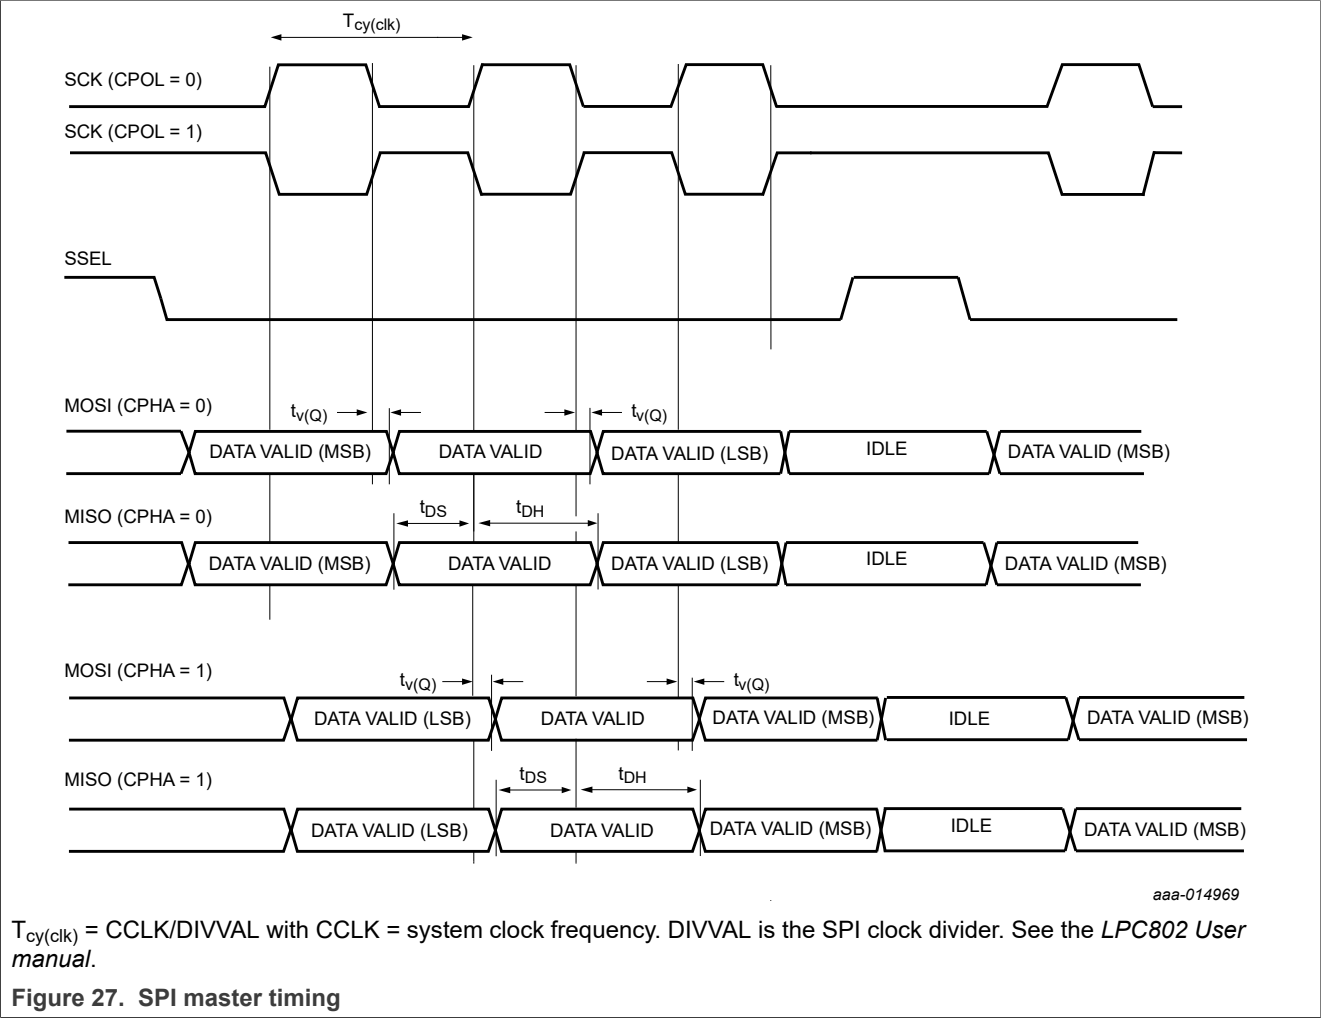 Tcy(clk)
SCK (CPOL = 0)
SCK (CPOL = 1)
SSEL
MOSI (CPHA = 0)
tv(Q) tv(Q)
DATA VALID (MSB) DATA VALID DATA VALID (LSB) IDLE DATA VALID (MSB)
tDS tDH
MISO (CPHA = 0)
DATA VALID (MSB) DATA VALID DATA VALID (LSB) IDLE DATA VALID (MSB)
MOSI (CPHA = 1)
tv(Q) tv(Q)
DATA VALID (LSB) DATA VALID DATA VALID (MSB) IDLE DATA VALID (MSB)
tDS tDH
MISO (CPHA = 1)
DATA VALID (LSB) DATA VALID DATA VALID (MSB) IDLE DATA VALID (MSB)
aaa-014969
Tcy(clk) = CCLK/DIVVAL with CCLK = system clock frequency. DIVVAL is the SPI clock divider. See the LPC802 User
manual.
Figure 27. SPI master timing